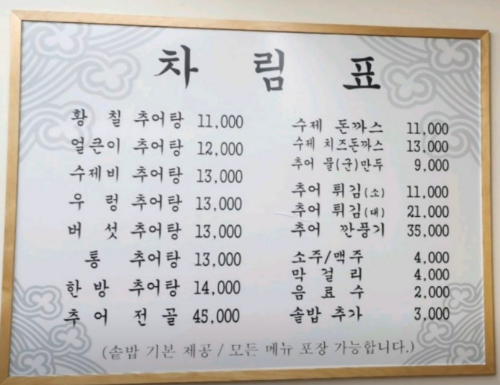 차 림 표
황 칠 추어탕 11,000
얼큰이 추어탕 12,000
수제비 추어탕 13,000
우 렁 추어탕 13,000
버 섯 추어탕 13,000
통 추어탕 13,000
한 방 추어탕 14,000
추 어 전 골 45,000
수제 돈까스 11,000
수제 치즈돈까스 13,000
추어 물(군)만두 9,000
추어 튀김(소) 11,000
추어 튀김(대) 21,000
추어 깐풍기 35,000
소주/맥주 4,000
막 걸 리 4,000
음 료 수 2,000
솥밥 추가 3,000
(솥밥 기본 제공 / 모든 메뉴 포장 가능합니다.)